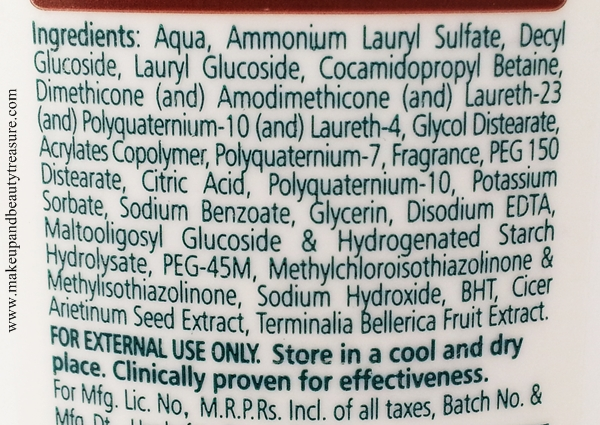 Ingredients: Aqua, Ammonium Lauryl Sulfate, Decyl
Glucoside, Lauryl Glucoside, Cocamidopropyl Betaine,
Dimethicone (and) Amodimethicone (and) Laureth-23
(and) Polyquaternium-10 (and) Laureth-4, Glycol Distearate,
Acrylates Copolymer, Polyquaternium-7, Fragrance, PEG 150
Distearate, Citric Acid, Polyquaternium-10, Potassium
Sorbate, Sodium Benzoate, Glycerin, Disodium EDTA,
Maltooligosyl Glucoside & Hydrogenated Starch
Hydrolysate, PEG-45M, Methylchloroisothiazolinone &
Methylisothiazolinone, Sodium Hydroxide, BHT, Cicer
Arietinum Seed Extract, Terminalia Bellerica Fruit Extract.
FOR EXTERNAL USE ONLY. Store in a cool and dry
place. Clinically proven for effectiveness.
For Mfg. Lic. No, M.R.P.Rs. Incl. of all taxes, Batch No. &
Mfg. Dt.
www.makeupandbeautytreasure.com